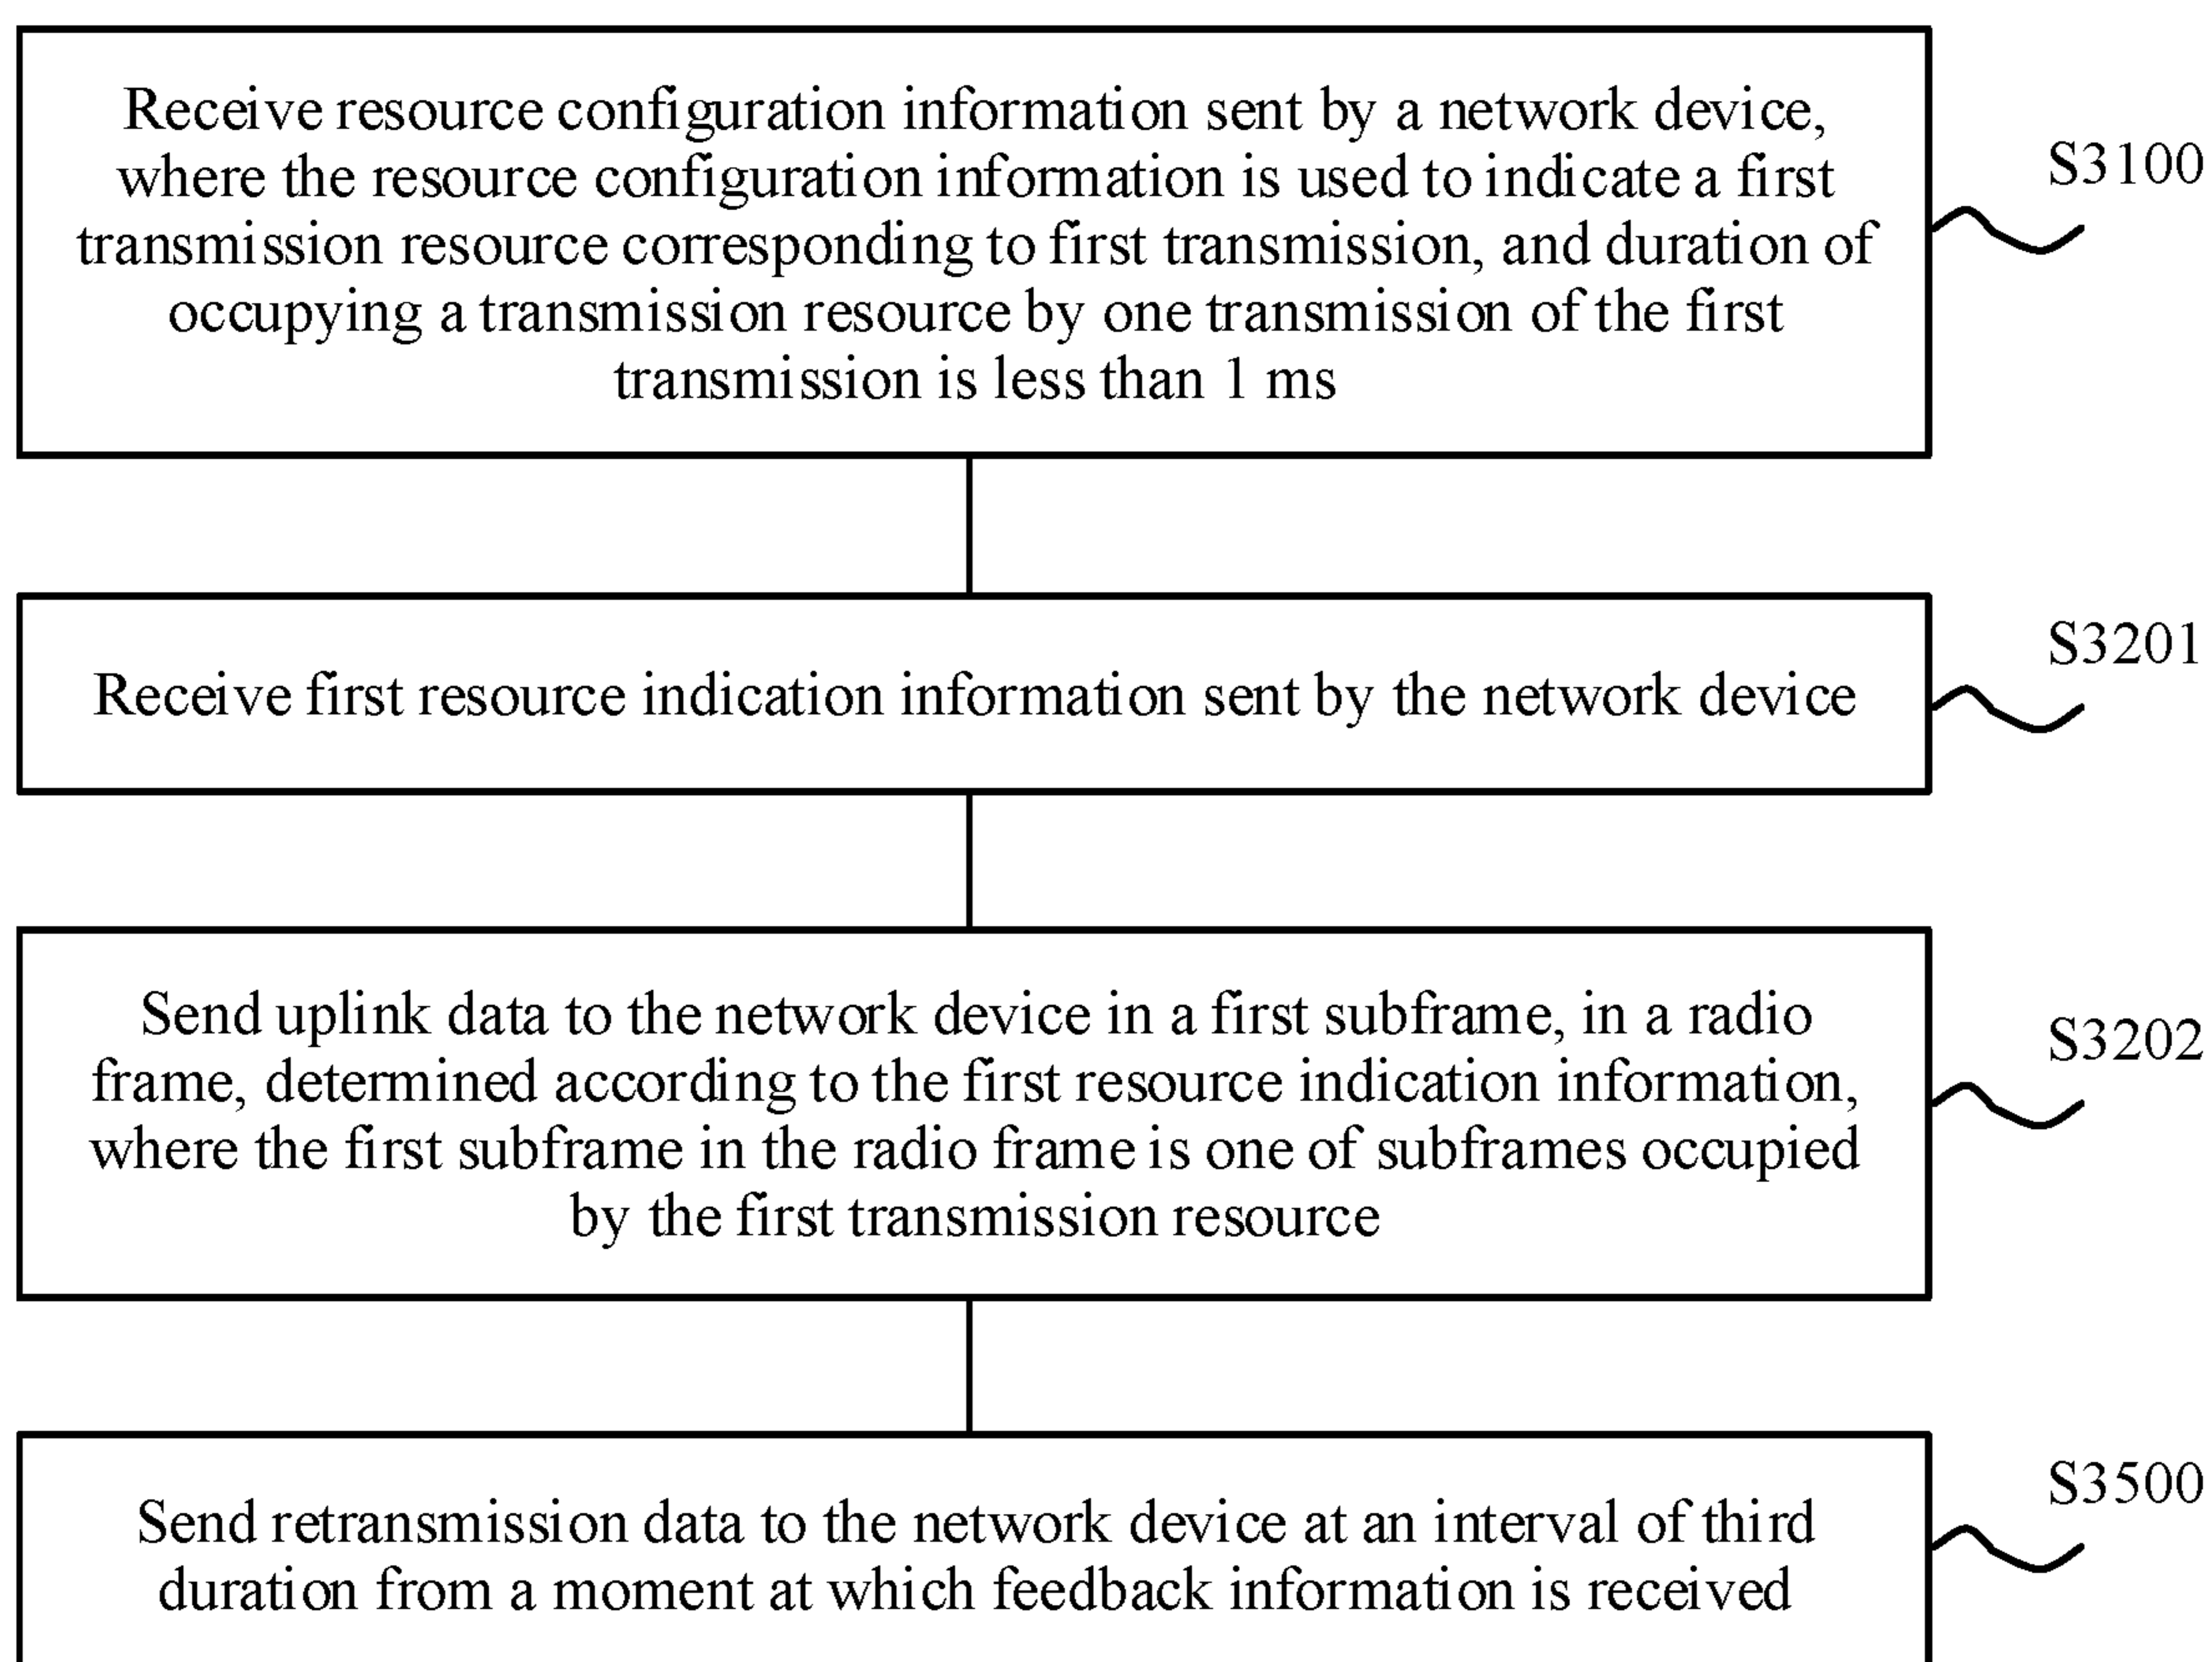 Receive resource configuration information sent by a network device,
where the resource configuration information is used to indicate a first
transmission resource corresponding to first transmission, and duration of
occupying a transmission resource by one transmission of the first
transmission is less than 1 ms
S3100
Receive first resource indication information sent by the network device
S3201
Send uplink data to the network device in a first subframe, in a radio
frame, determined according to the first resource indication information,
where the first subframe in the radio frame is one of subframes occupied
by the first transmission resource
S3202
Send retransmission data to the network device at an interval of third
duration from a moment at which feedback information is received
S3500